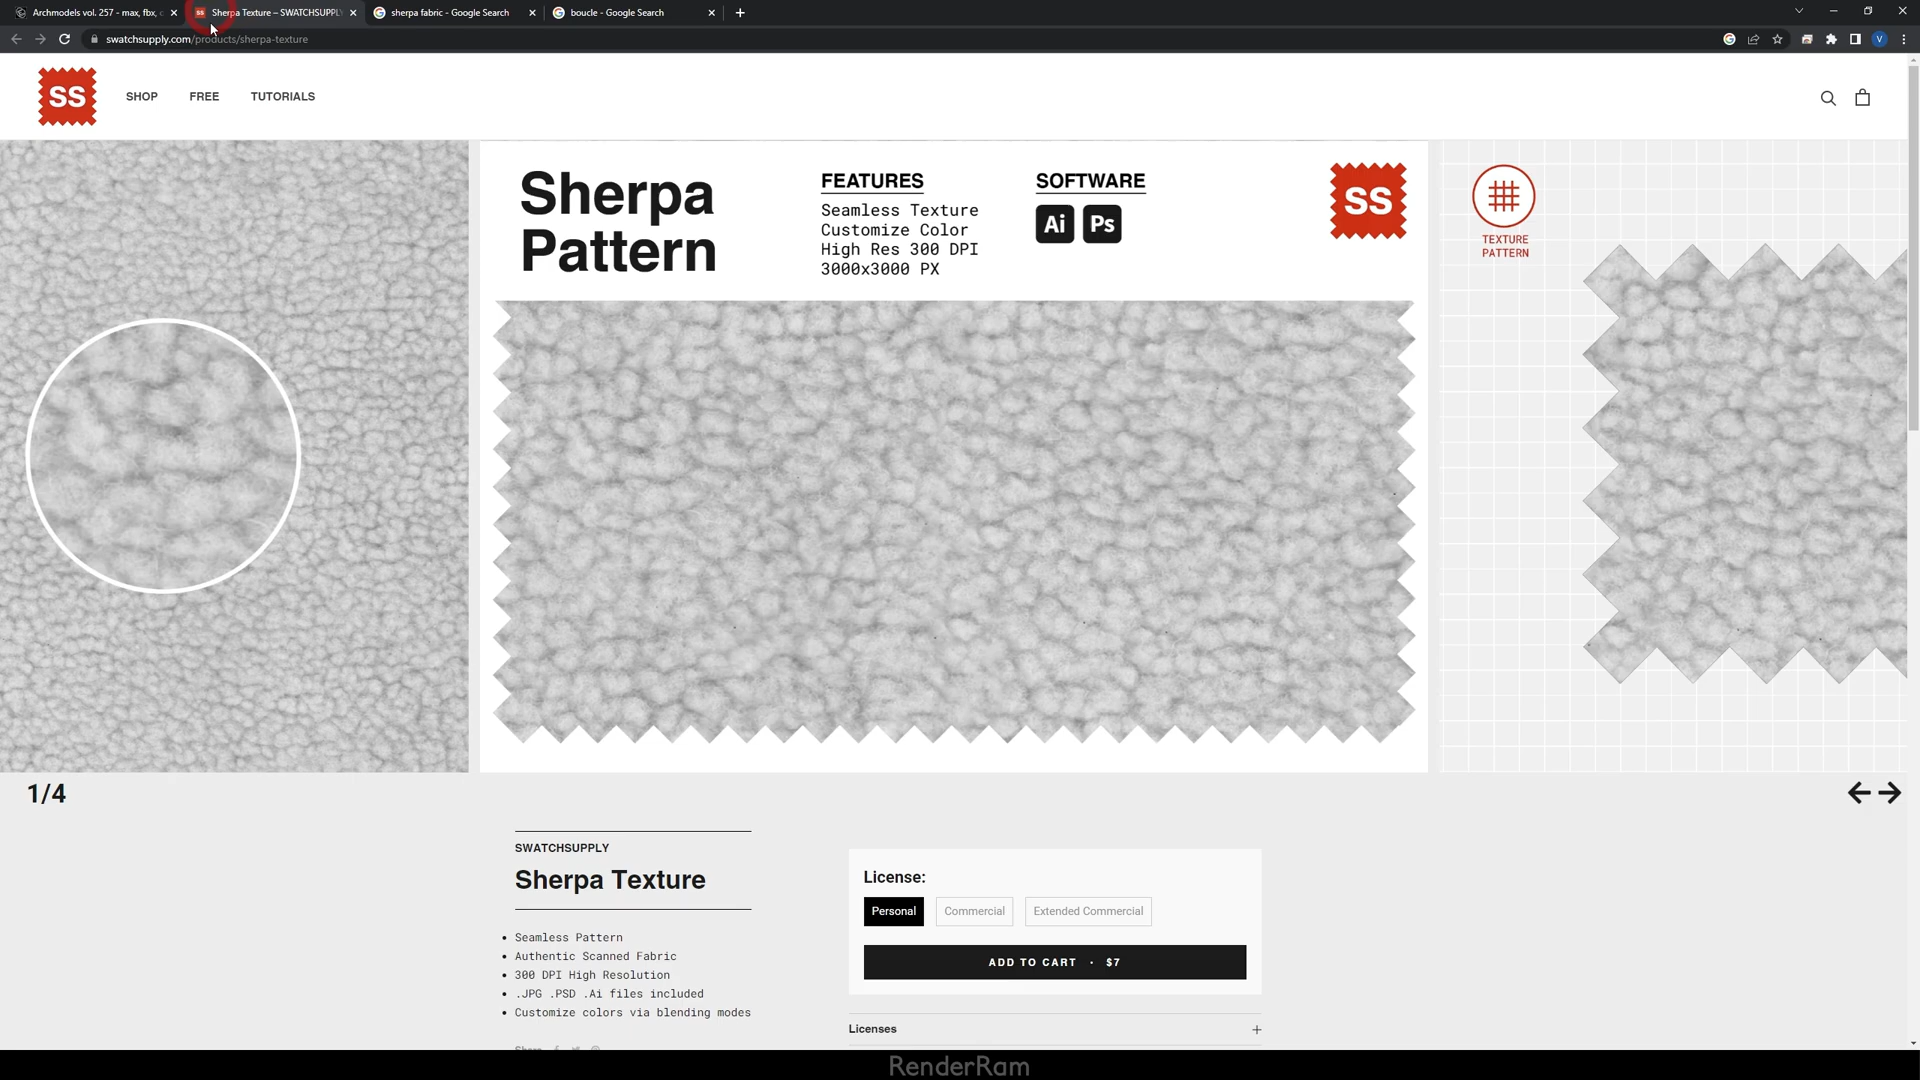 Archmodels vol. 257 - max, fbx, c
Sherpa Texture – SWATCHSUPPLY
sherpa fabric - Google Search
boucle - Google Search
swatchsupply.com/products/sherpa-texture
V
SS
SHOP
FREE
TUTORIALS
Sherpa
Pattern
FEATURES
Seamless Texture
Customize Color
High Res 300 DPI
3000x3000 PX
SOFTWARE
Ai
Ps
SS
TEXTURE
PATTERN
1/4
SWATCHSUPPLY
Sherpa Texture
Seamless Pattern
Authentic Scanned Fabric
300 DPI High Resolution
.JPG .PSD .Ai files included
Customize colors via blending modes
License:
Personal
Commercial
Extended Commercial
ADD TO CART · $7
Licenses
Share
RenderRam